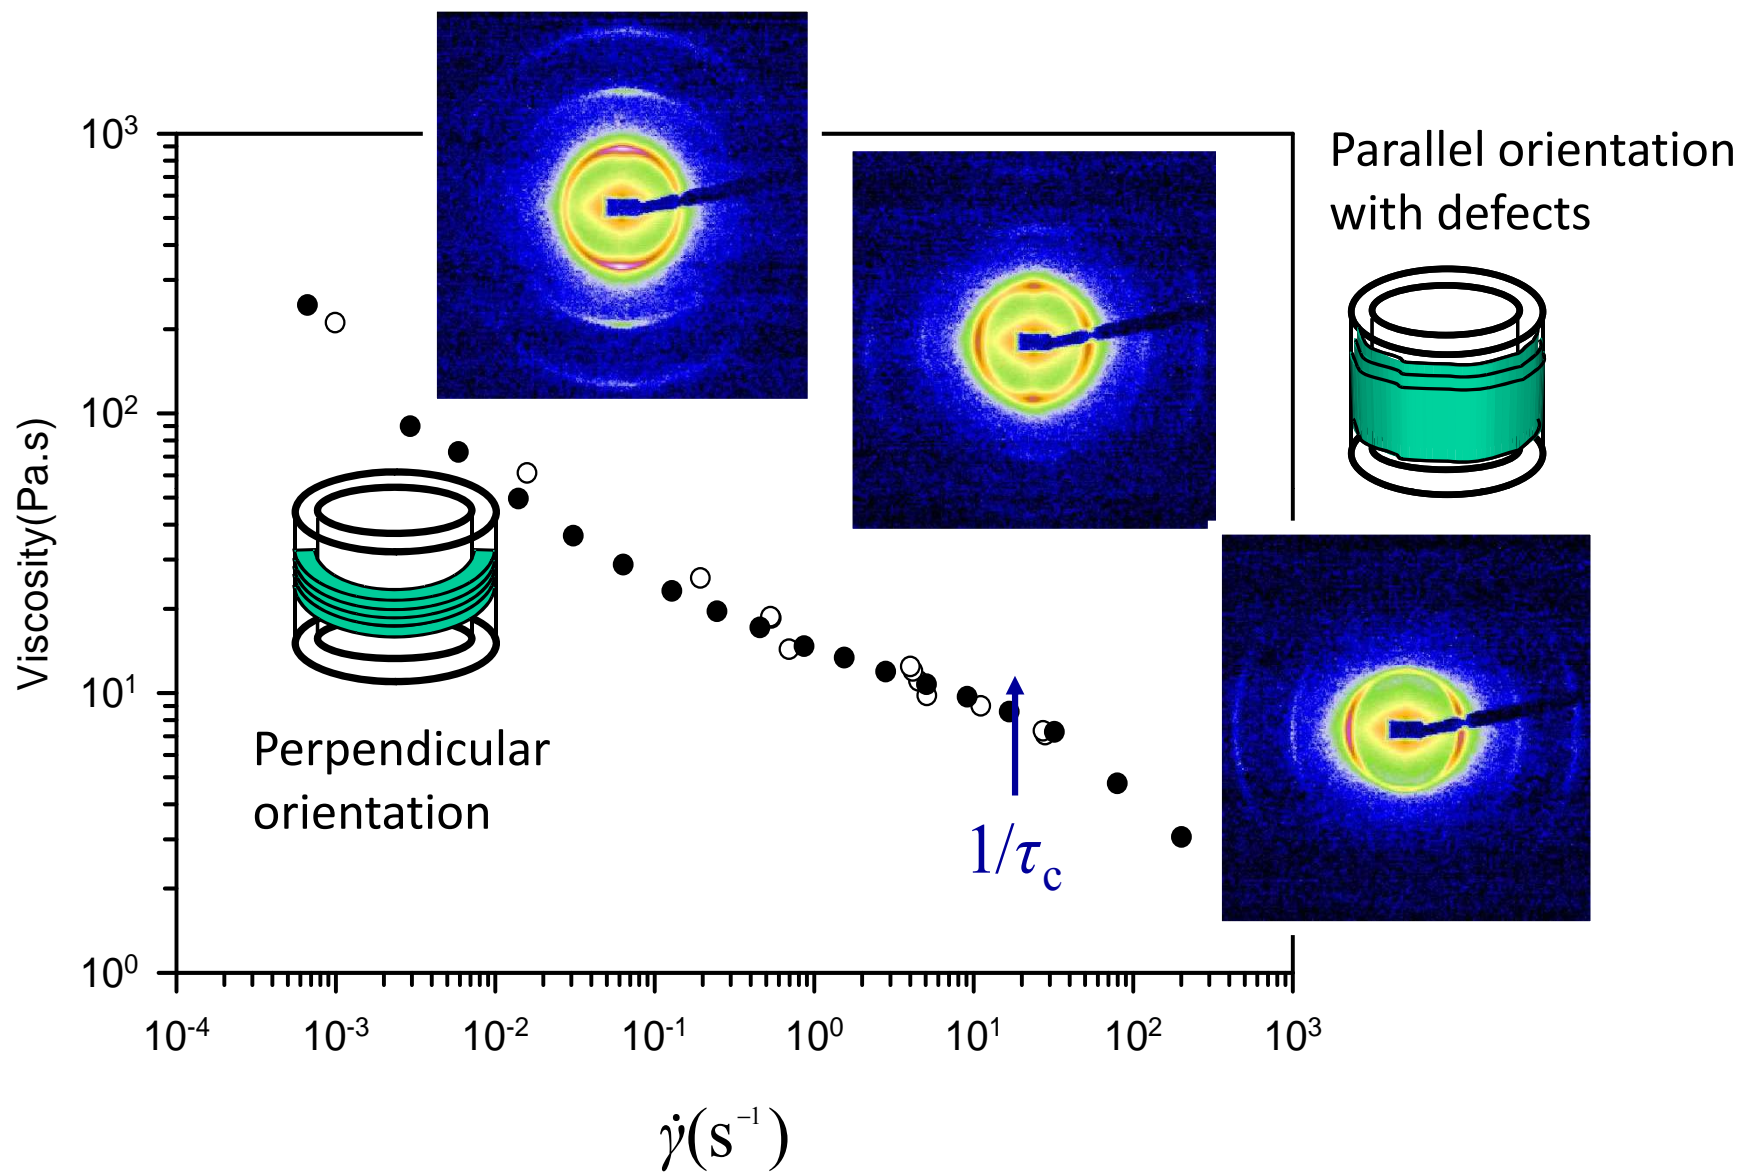 10³
10²
10¹
10⁰
Viscosity(Pa.s)
Parallel orientation
with defects
Perpendicular
orientation
1/τc
10⁻⁴ 10⁻³ 10⁻² 10⁻¹ 10⁰ 10¹ 10² 10³
γ̇(s⁻¹)